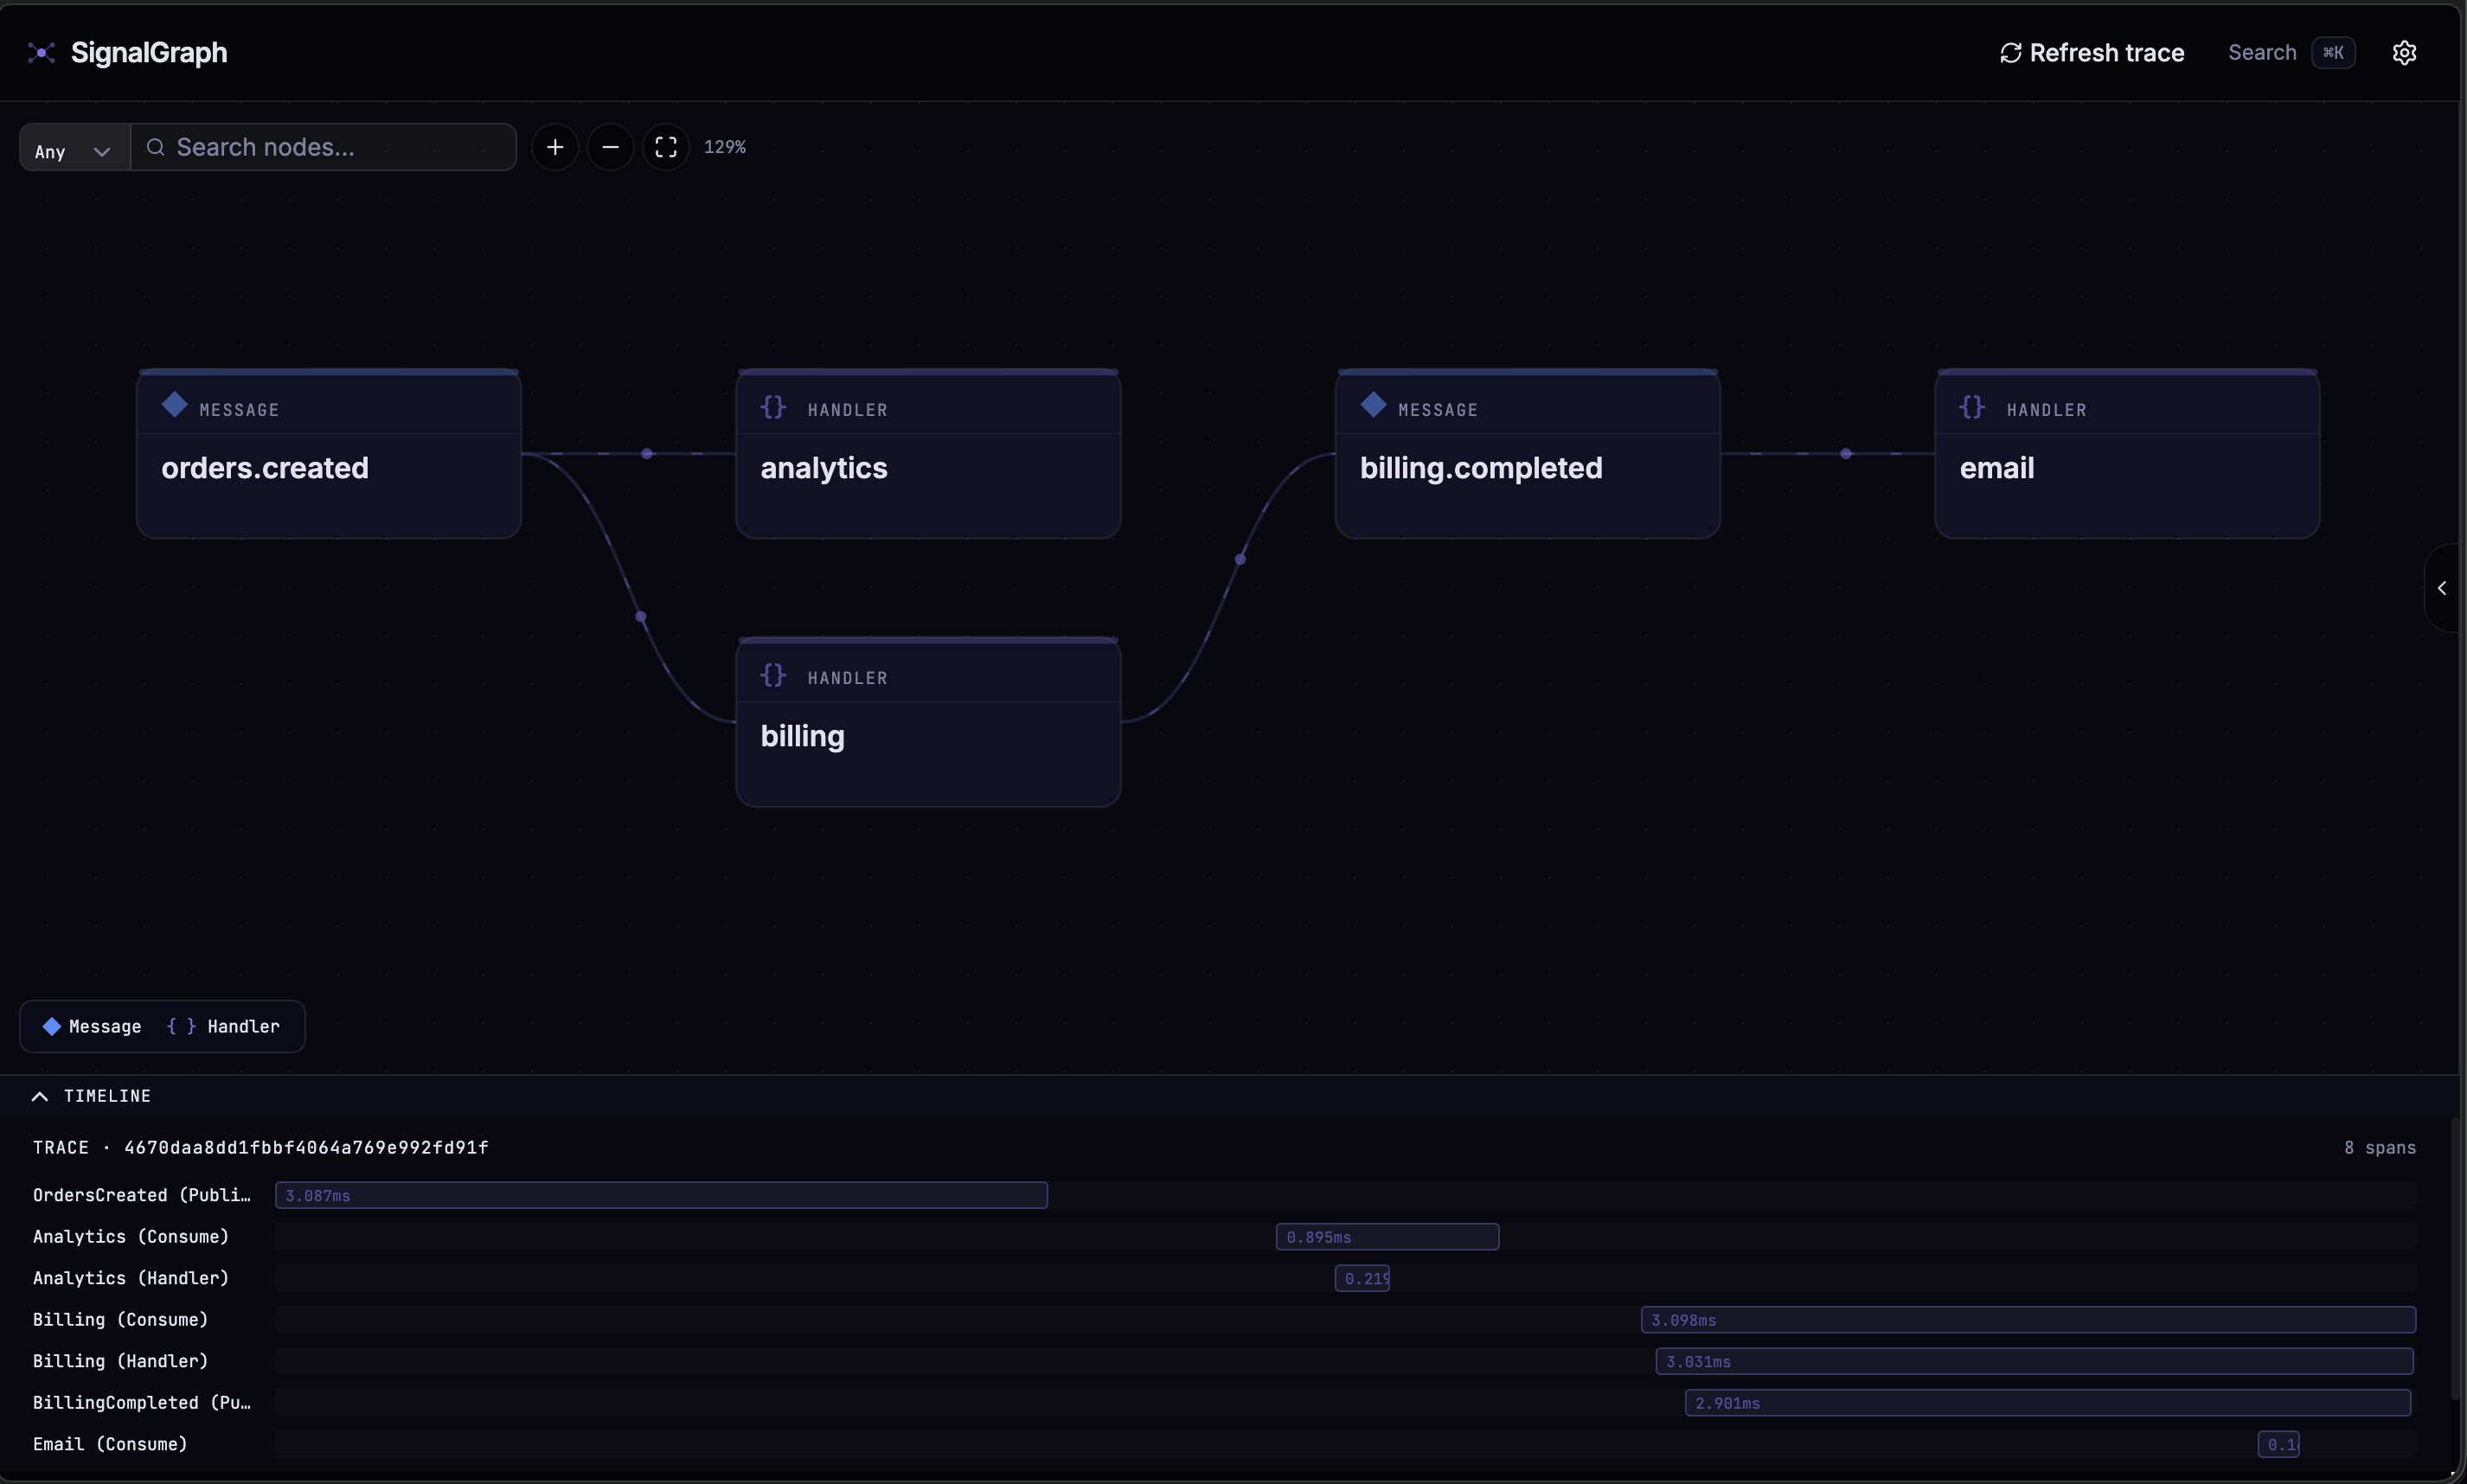 SignalGraph
Refresh trace
Search ⌘K
Any
Search nodes...
129%
MESSAGE
orders.created
HANDLER
analytics
MESSAGE
billing.completed
HANDLER
email
{} HANDLER
billing
Message { } Handler
TIMELINE
TRACE · 4670daa8dd1fbbf4064a769e992fd91f
8 spans
OrdersCreated (Publi… 3.087ms
Analytics (Consume) 0.895ms
Analytics (Handler) 0.219
Billing (Consume) 3.098ms
Billing (Handler) 3.031ms
BillingCompleted (Pu… 2.901ms
Email (Consume)